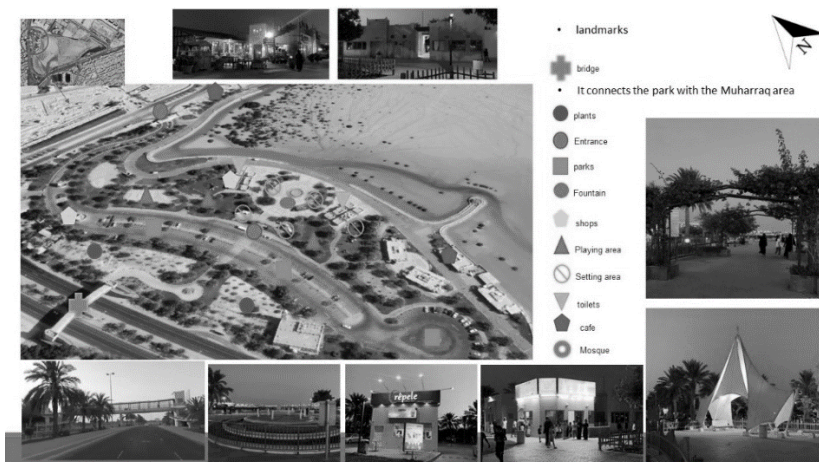 landmarks
bridge
It connects the park with the Muharraq area
plants
Entrance
parks
Fountain
shops
Playing area
Setting area
toilets
cafe
Mosque
N
répele